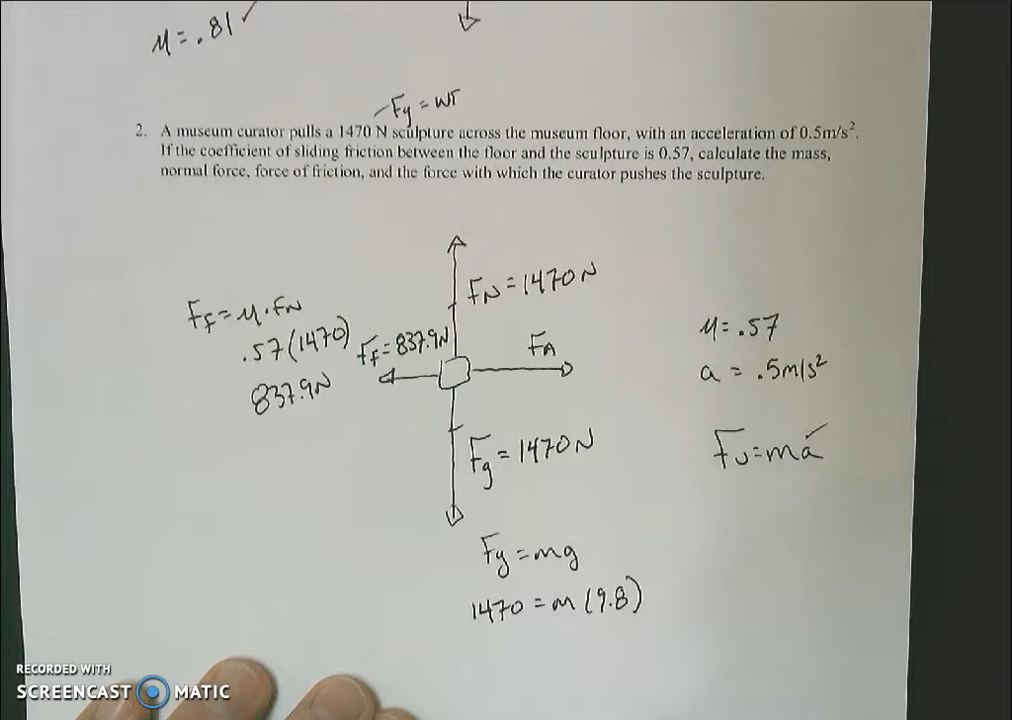 μ = .81 ✓
Fg = wt
2. A museum curator pulls a 1470 N sculpture across the museum floor, with an acceleration of 0.5m/s².
If the coefficient of sliding friction between the floor and the sculpture is 0.57, calculate the mass,
normal force, force of friction, and the force with which the curator pushes the sculpture.
FN = 1470 N
Ff = μ · FN
.57(1470)
837.9N
Ff = 837.9N
FA
μ = .57
a = .5m/s²
Fg = 1470N
Fν = ma ✓
Fg = mg
1470 = m (9.8)
RECORDED WITH
SCREENCAST MATIC